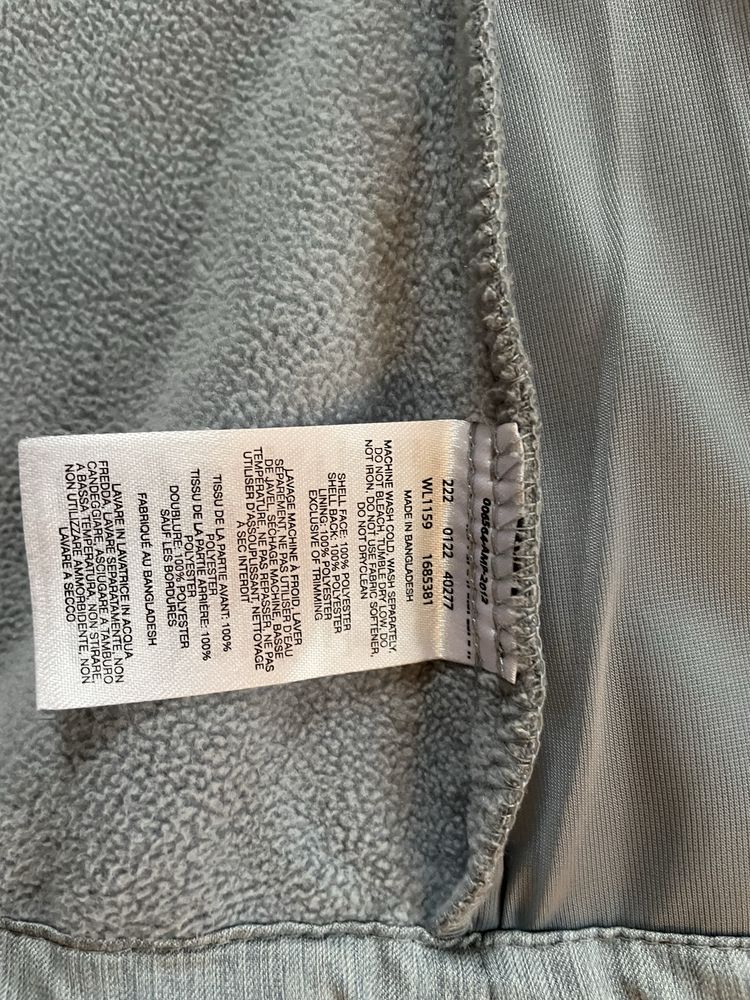 222 0122 40277
WL1159 1685381
MADE IN BANGLADESH
MACHINE WASH COLD, WASH SEPARATELY,
DO NOT BLEACH, TUMBLE DRY LOW, DO
NOT IRON, DO NOT USE FABRIC SOFTENER,
DO NOT DRYCLEAN
SHELL FACE: 100% POLYESTER
SHELL BACK: 100% POLYESTER
LINING: 100% POLYESTER
EXCLUSIVE OF TRIMMING
LAVAGE MACHINE À FROID, LAVER
SÉPARÉMENT, NE PAS UTILISER D'EAU
DE JAVEL, SÉCHAGE MACHINE, BASSE
TEMPÉRATURE, NE PAS REPASSER, NE PAS
UTILISER D'ASSOUPLISSANT, NETTOYAGE
A SEC INTERDIT
TISSU DE LA PARTIE AVANT: 100%
POLYESTER
TISSU DE LA PARTIE ARRIÈRE: 100%
POLYESTER
DOUBLURE: 100% POLYESTER
SAUF LES BORDURES
FABRIQUÉ AU BANGLADESH
LAVARE IN LAVATRICE IN ACQUA
FREDDA, LAVARE SEPARATAMENTE, NON
CANDEGGIARE, ASCIUGARE A TAMBURO
A BASSA TEMPERATURA, NON STIRARE,
NON UTILIZZARE AMMORBIDENTE, NON
LAVARE A SECCO